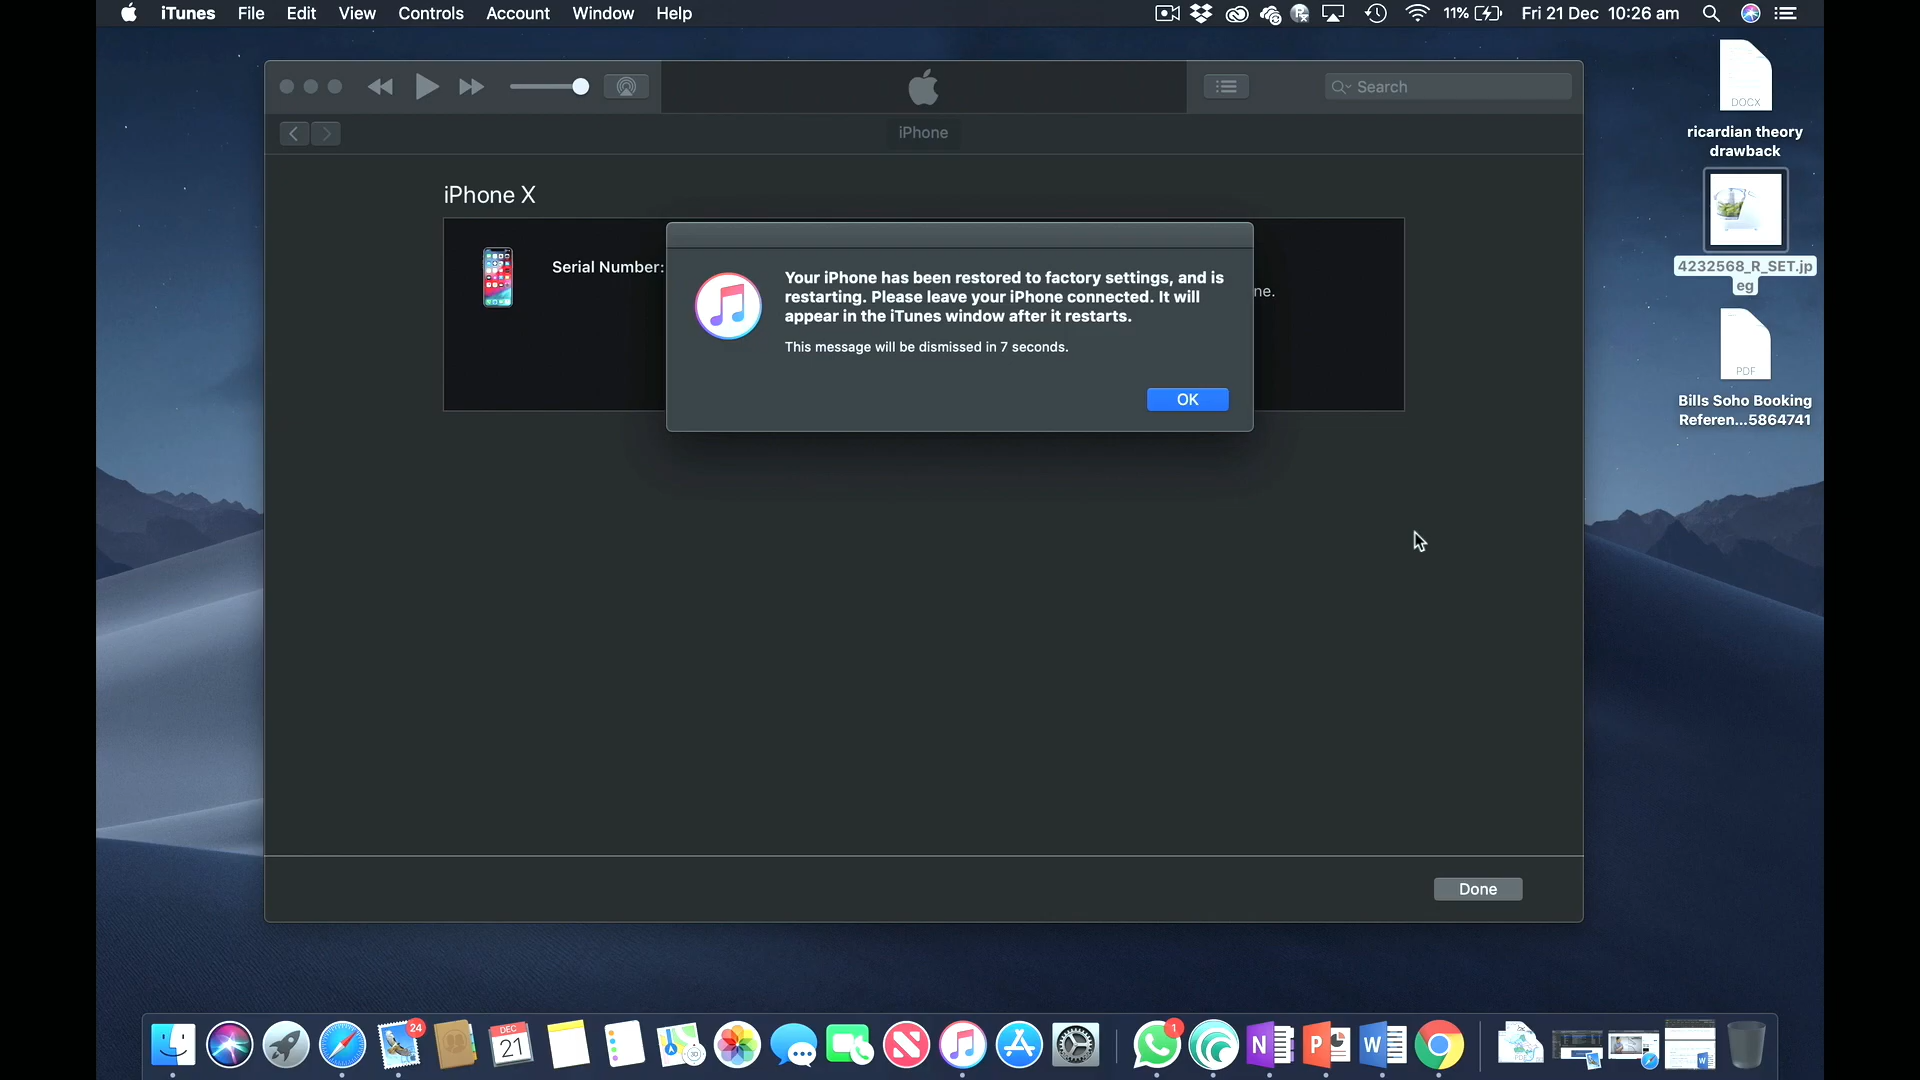 iTunes File Edit View Controls Account Window Help
11% Fri 21 Dec 10:26 am
Search
iPhone
iPhone X
Serial Number:
ne.
Your iPhone has been restored to factory settings, and is
restarting. Please leave your iPhone connected. It will
appear in the iTunes window after it restarts.
This message will be dismissed in 7 seconds.
OK
Done
DOCX
ricardian theory
drawback
4232568_R_SET.jp
eg
PDF
Bills Soho Booking
Referen...5864741
24
DEC
21
3D
1
N
P
W